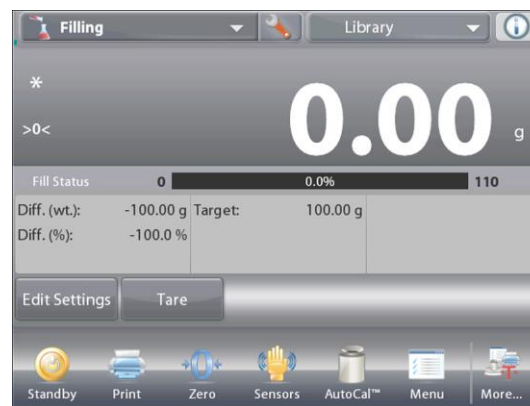 Filling Library
*
>0<
0.00 g
Fill Status 0 0.0% 110
Diff. (wt.): -100.00 g Target: 100.00 g
Diff. (%): -100.0 %
Edit Settings Tare
Standby Print Zero Sensors AutoCal™ Menu More...